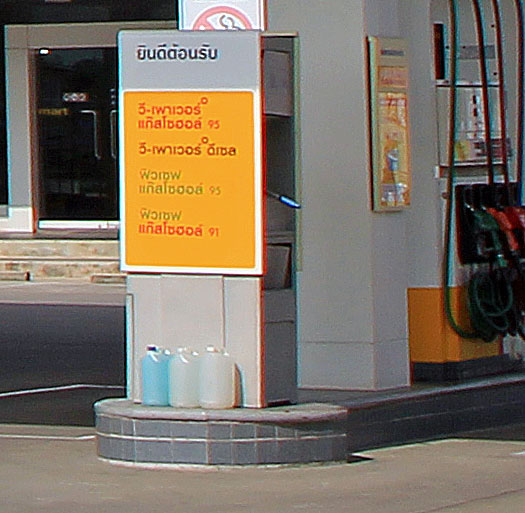 ยินดีต้อนรับ
วี-เพาเวอร์
แก๊สโซฮอล์ 95
วี-เพาเวอร์ ดีเซล
ฟิวเซฟ
แก๊สโซฮอล์ 95
ฟิวเซฟ
แก๊สโซฮอล์ 91
mart